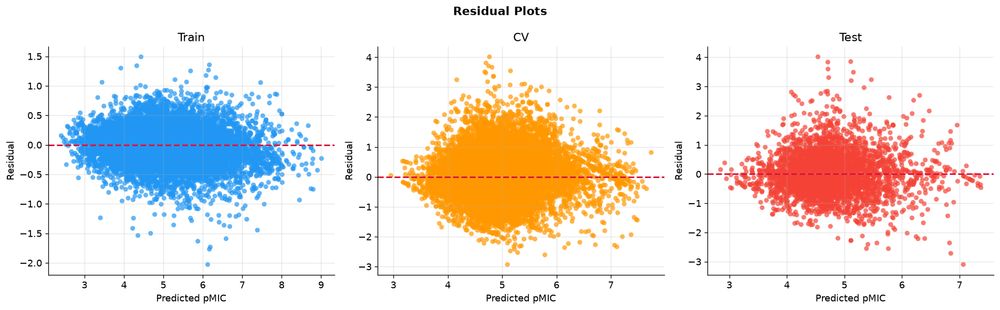 Residual Plots
Train
CV
Test
1.5
1.0
0.5
0.0
−0.5
−1.0
−1.5
−2.0
Residual
3 4 5 6 7 8 9
Predicted pMIC
4
3
2
1
0
−1
−2
−3
Residual
3 4 5 6 7
Predicted pMIC
4
3
2
1
0
−1
−2
−3
Residual
3 4 5 6 7
Predicted pMIC